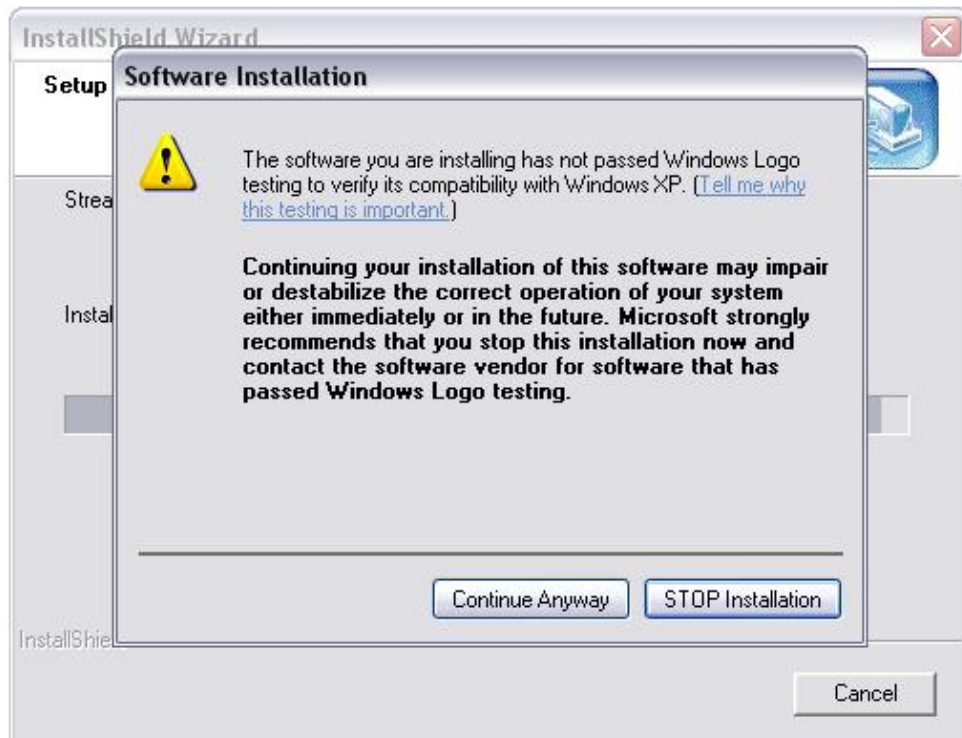 InstallShield Wizard
Setup
Software Installation
The software you are installing has not passed Windows Logo
testing to verify its compatibility with Windows XP. (Tell me why
this testing is important.)
Strea
Continuing your installation of this software may impair
or destabilize the correct operation of your system
either immediately or in the future. Microsoft strongly
recommends that you stop this installation now and
contact the software vendor for software that has
passed Windows Logo testing.
Instal
Continue Anyway
STOP Installation
InstallShie
Cancel